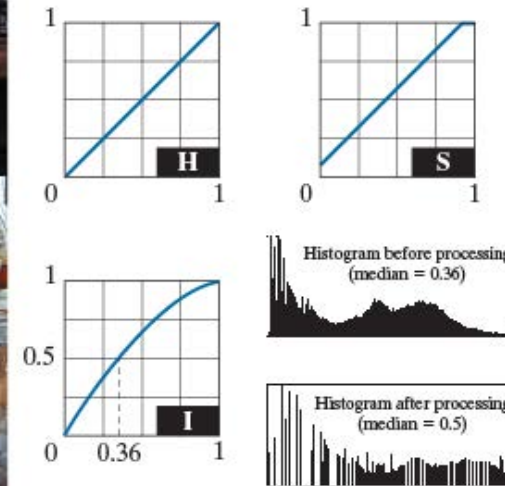 1
H
0
1
1
S
0
1
1
0.5
I
0
0.36
1
Histogram before processing
(median = 0.36)
Histogram after processing
(median = 0.5)